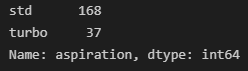 std      168
turbo     37
Name: aspiration, dtype: int64